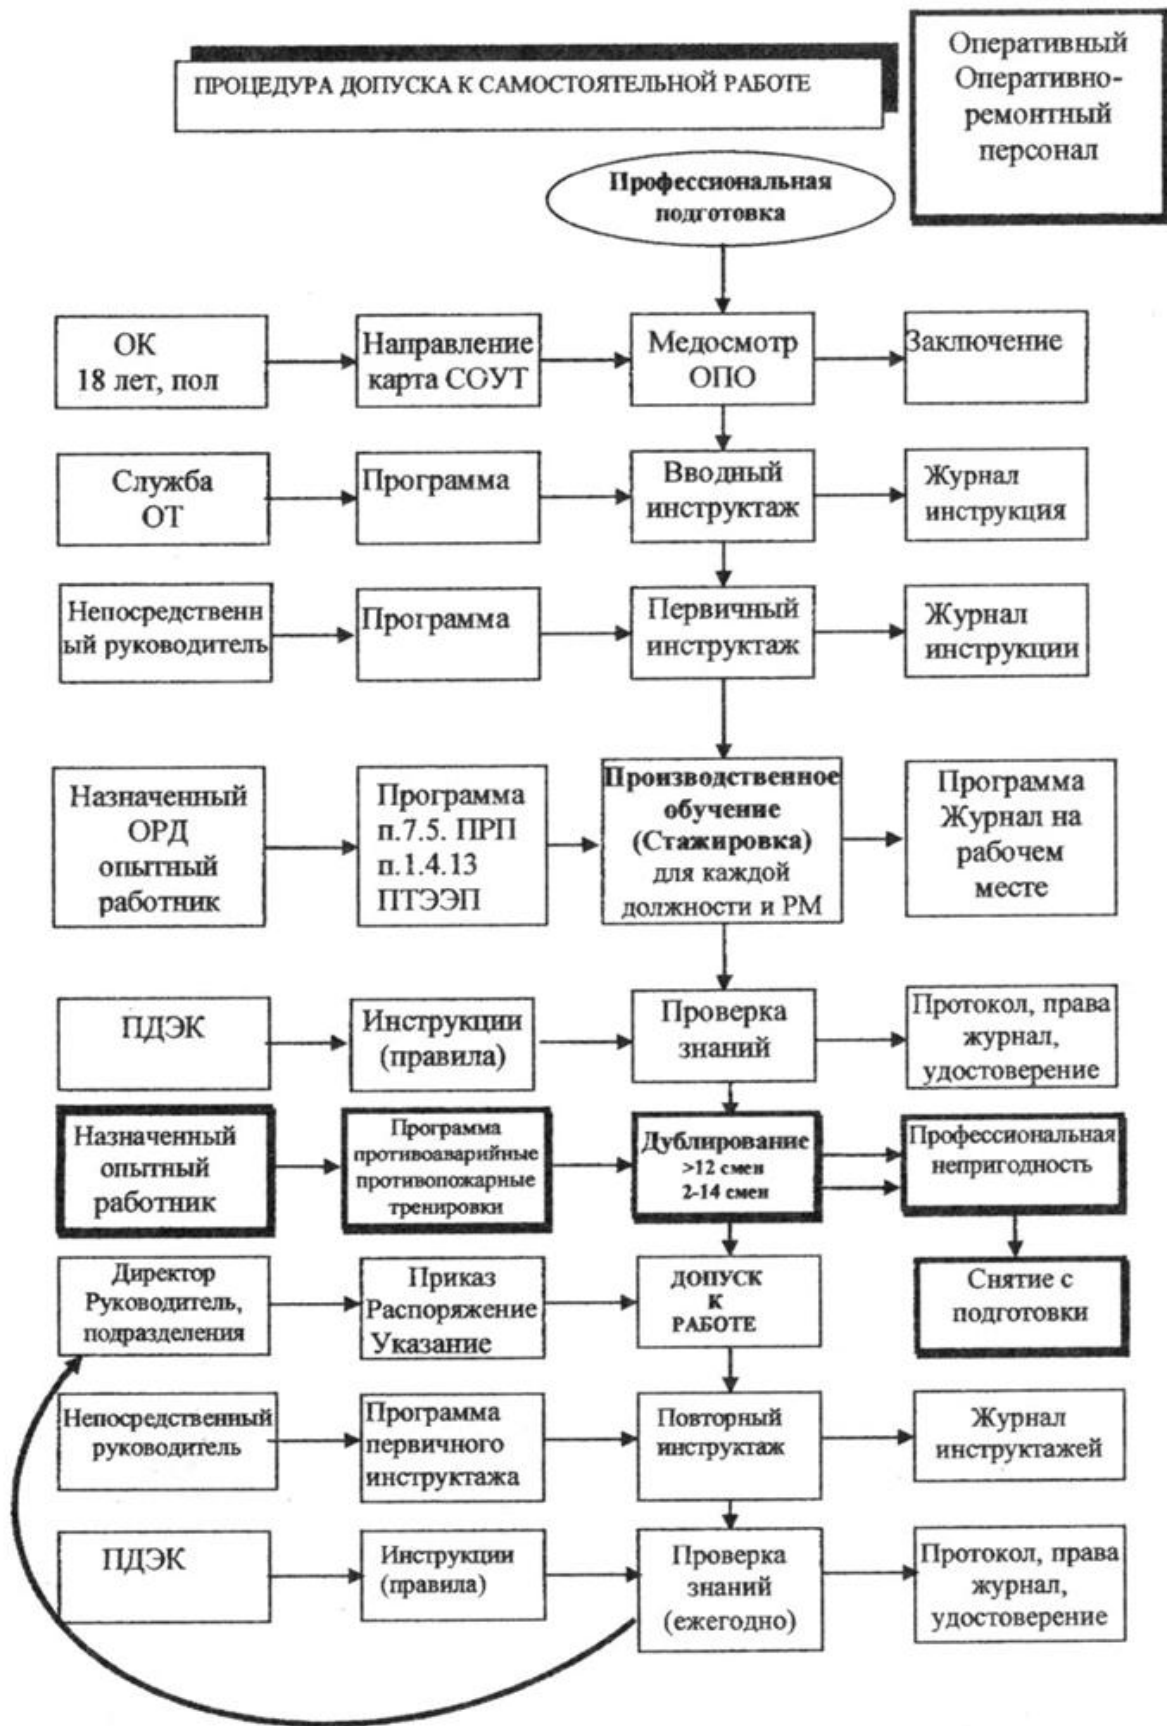 ПРОЦЕДУРА ДОПУСКА К САМОСТОЯТЕЛЬНОЙ РАБОТЕ
Оперативный
Оперативно-
ремонтный
персонал
Профессиональная
подготовка
ОК
18 лет, пол
Направление
карта СОУТ
Медосмотр
ОПО
Заключение
Служба
ОТ
Программа
Вводный
инструктаж
Журнал
инструкция
Непосредственн
ый руководитель
Программа
Первичный
инструктаж
Журнал
инструкции
Назначенный
ОРД
опытный
работник
Программа
п.7.5. ПРП
п.1.4.13
ПТЭЭП
Производственное
обучение
(Стажировка)
для каждой
должности и РМ
Программа
Журнал на
рабочем
месте
ПДЭК
Инструкции
(правила)
Проверка
знаний
Протокол, права
журнал,
удостоверение
Назначенный
опытный
работник
Программа
противоаварийные
противопожарные
тренировки
Дублирование
>12 смен
2-14 смен
Профессиональная
непригодность
Директор
Руководитель,
подразделения
Приказ
Распоряжение
Указание
ДОПУСК
К
РАБОТЕ
Снятие с
подготовки
Непосредственный
руководитель
Программа
первичного
инструктажа
Повторный
инструктаж
Журнал
инструктажей
ПДЭК
Инструкции
(правила)
Проверка
знаний
(ежегодно)
Протокол, права
журнал,
удостоверение